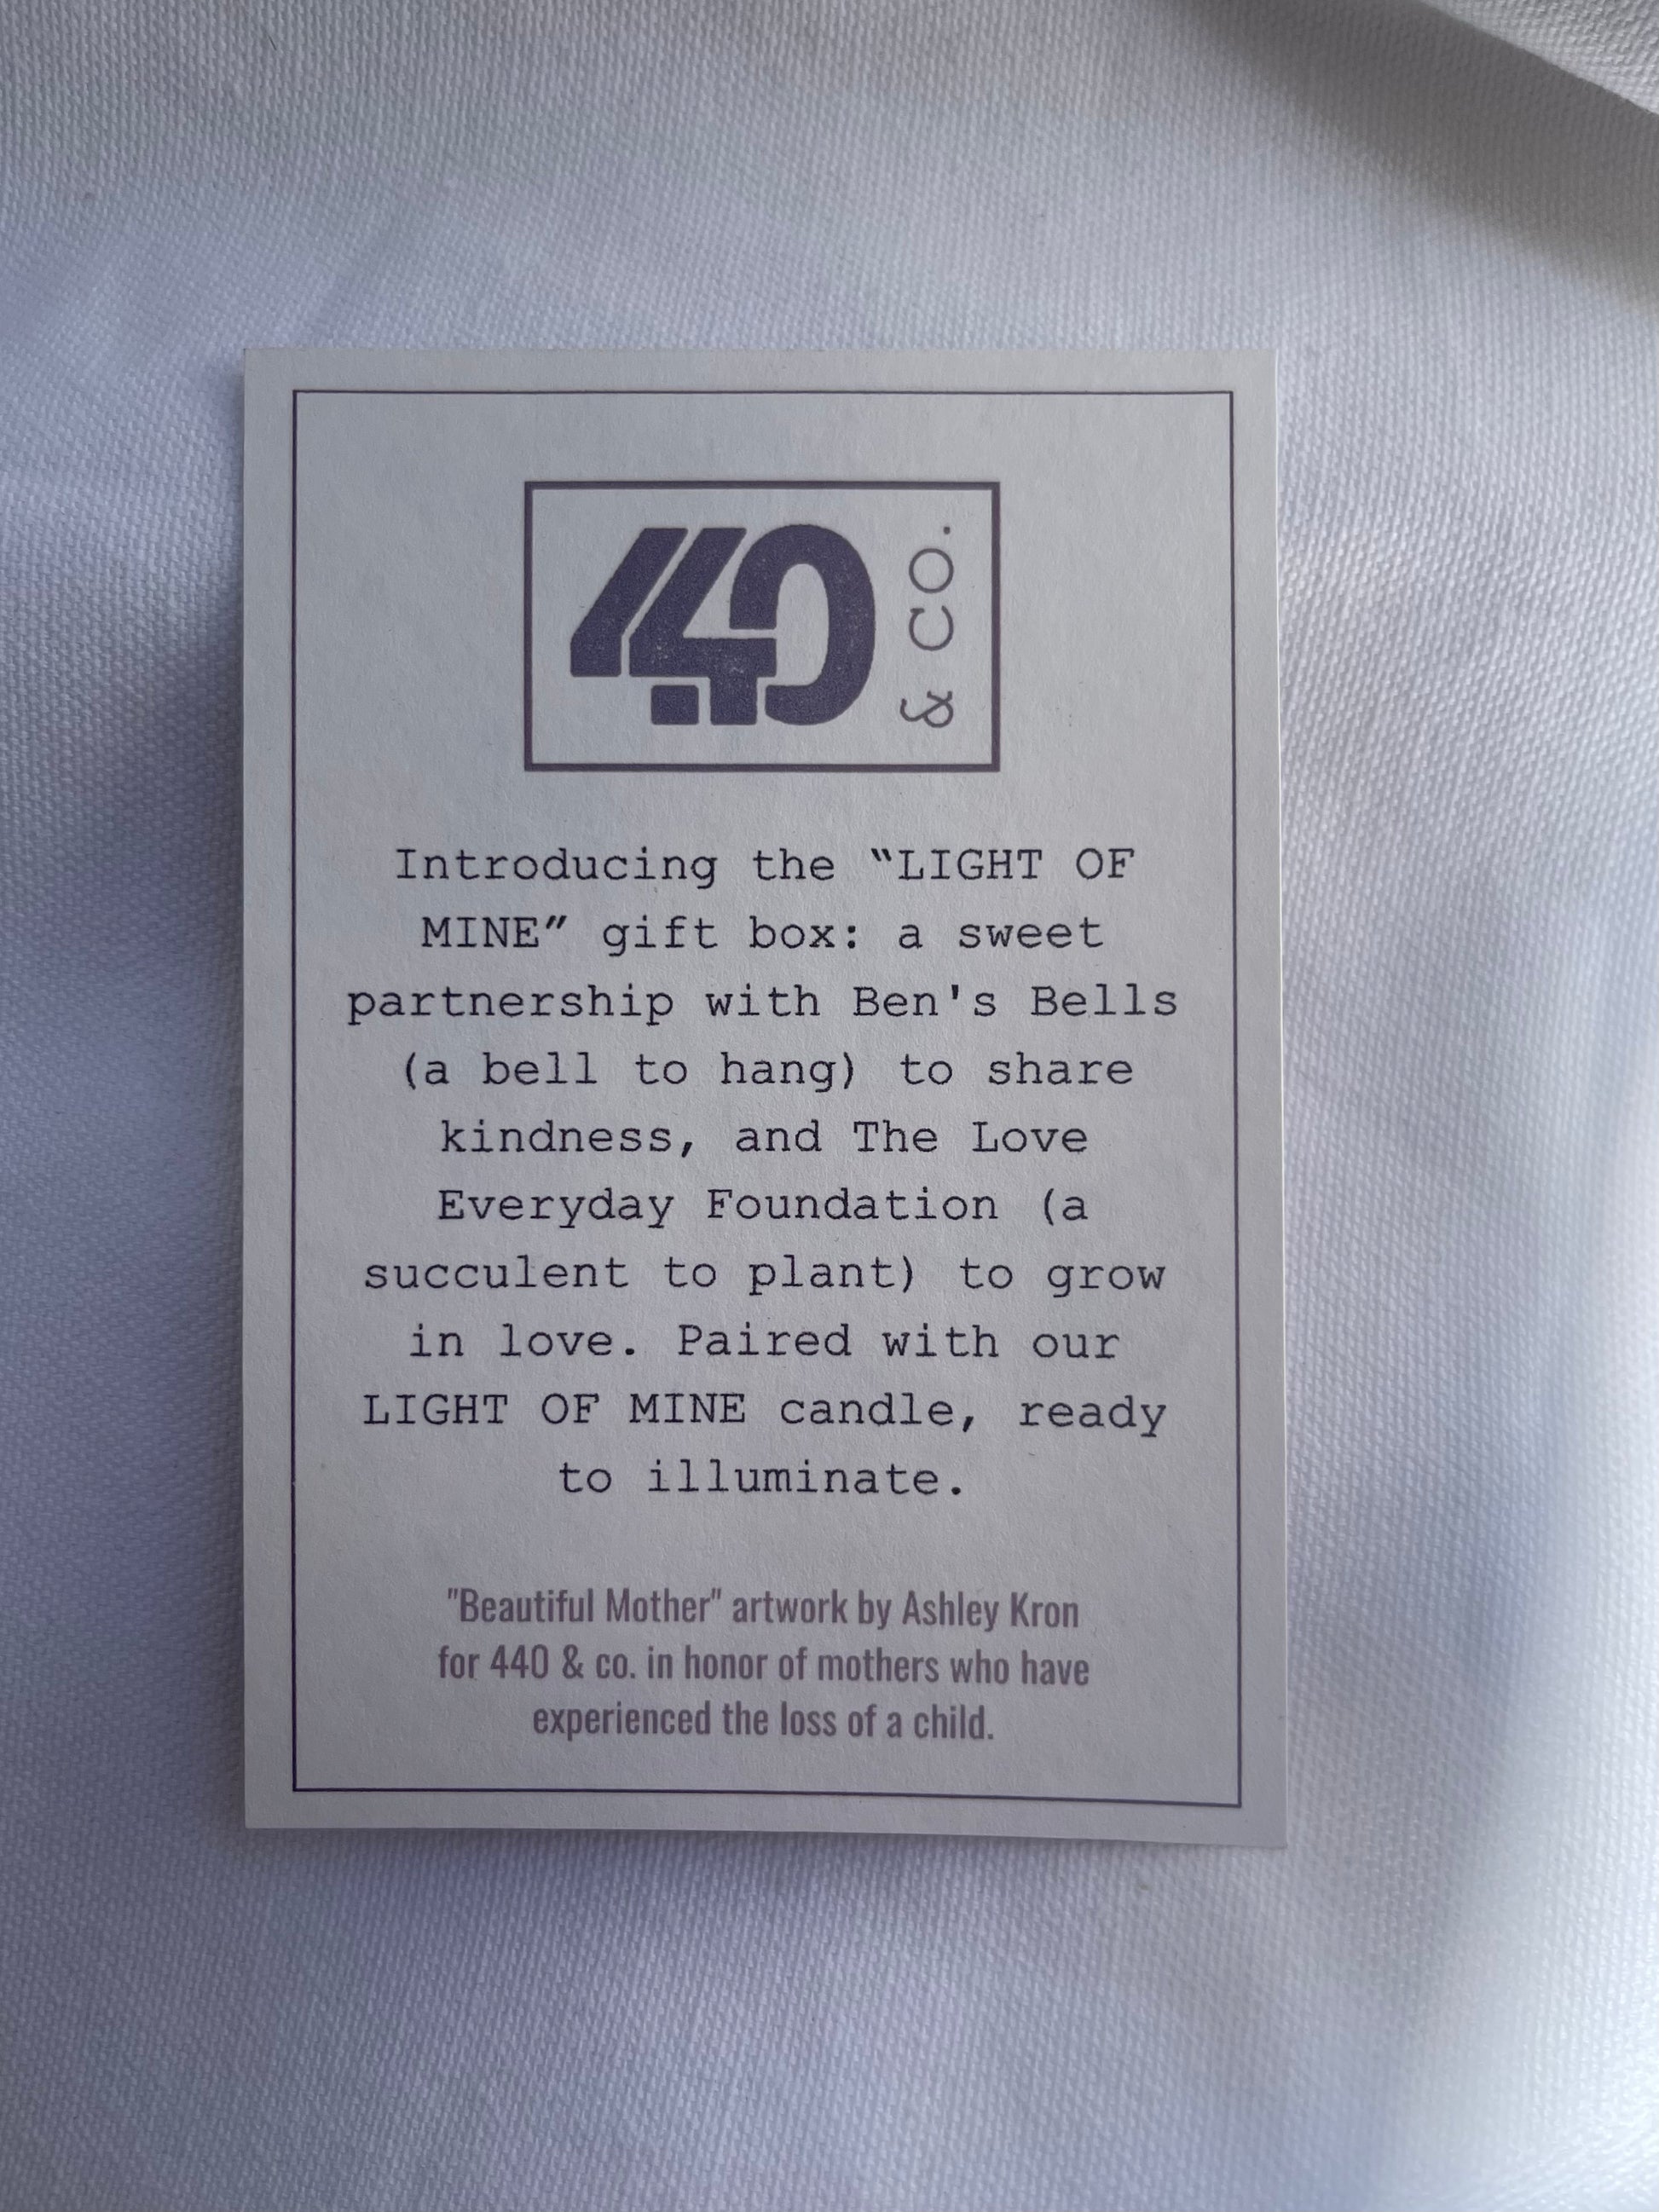 440 & CO.
Introducing the “LIGHT OF
MINE” gift box: a sweet
partnership with Ben's Bells
(a bell to hang) to share
kindness, and The Love
Everyday Foundation (a
succulent to plant) to grow
in love. Paired with our
LIGHT OF MINE candle, ready
to illuminate.
"Beautiful Mother" artwork by Ashley Kron
for 440 & co. in honor of mothers who have
experienced the loss of a child.